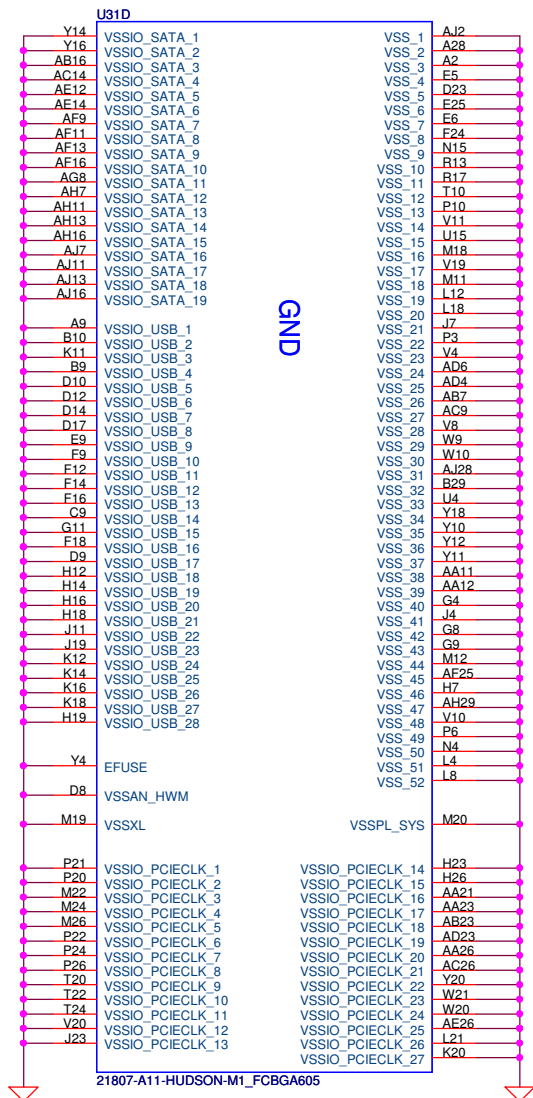 U31D
Y14 VSSIO_SATA_1 VSS_1 AJ2
Y16 VSSIO_SATA_2 VSS_2 A28
AB16 VSSIO_SATA_3 VSS_3 A2
AC14 VSSIO_SATA_4 VSS_4 E5
AE12 VSSIO_SATA_5 VSS_5 D23
AE14 VSSIO_SATA_6 VSS_6 E25
AF9 VSSIO_SATA_7 VSS_7 E6
AF11 VSSIO_SATA_8 VSS_8 F24
AF13 VSSIO_SATA_9 VSS_9 N15
AF16 VSSIO_SATA_10 VSS_10 R13
AG8 VSSIO_SATA_11 VSS_11 R17
AH7 VSSIO_SATA_12 VSS_12 T10
AH11 VSSIO_SATA_13 VSS_13 P10
AH13 VSSIO_SATA_14 VSS_14 V11
AH16 VSSIO_SATA_15 VSS_15 U15
AJ7 VSSIO_SATA_16 VSS_16 M18
AJ11 VSSIO_SATA_17 VSS_17 V19
AJ13 VSSIO_SATA_18 VSS_18 M11
AJ16 VSSIO_SATA_19 VSS_19 L12
VSS_20 L18
GND
A9 VSSIO_USB_1 VSS_21 J7
B10 VSSIO_USB_2 VSS_22 P3
K11 VSSIO_USB_3 VSS_23 V4
B9 VSSIO_USB_4 VSS_24 AD6
D10 VSSIO_USB_5 VSS_25 AD4
D12 VSSIO_USB_6 VSS_26 AB7
D14 VSSIO_USB_7 VSS_27 AC9
D17 VSSIO_USB_8 VSS_28 V8
E9 VSSIO_USB_9 VSS_29 W9
F9 VSSIO_USB_10 VSS_30 W10
F12 VSSIO_USB_11 VSS_31 AJ28
F14 VSSIO_USB_12 VSS_32 B29
F16 VSSIO_USB_13 VSS_33 U4
C9 VSSIO_USB_14 VSS_34 Y18
G11 VSSIO_USB_15 VSS_35 Y10
F18 VSSIO_USB_16 VSS_36 Y12
D9 VSSIO_USB_17 VSS_37 Y11
H12 VSSIO_USB_18 VSS_38 AA11
H14 VSSIO_USB_19 VSS_39 AA12
H16 VSSIO_USB_20 VSS_40 G4
H18 VSSIO_USB_21 VSS_41 J4
J11 VSSIO_USB_22 VSS_42 G8
J19 VSSIO_USB_23 VSS_43 G9
K12 VSSIO_USB_24 VSS_44 M12
K14 VSSIO_USB_25 VSS_45 AF25
K16 VSSIO_USB_26 VSS_46 H7
K18 VSSIO_USB_27 VSS_47 AH29
H19 VSSIO_USB_28 VSS_48 V10
VSS_49 P6
VSS_50 N4
Y4 EFUSE VSS_51 L4
VSS_52 L8
D8 VSSAN_HWM
M19 VSSXL VSSPL_SYS M20
P21 VSSIO_PCIECLK_1 VSSIO_PCIECLK_14 H23
P20 VSSIO_PCIECLK_2 VSSIO_PCIECLK_15 H26
M22 VSSIO_PCIECLK_3 VSSIO_PCIECLK_16 AA21
M24 VSSIO_PCIECLK_4 VSSIO_PCIECLK_17 AA23
M26 VSSIO_PCIECLK_5 VSSIO_PCIECLK_18 AB23
P22 VSSIO_PCIECLK_6 VSSIO_PCIECLK_19 AD23
P24 VSSIO_PCIECLK_7 VSSIO_PCIECLK_20 AA26
P26 VSSIO_PCIECLK_8 VSSIO_PCIECLK_21 AC26
T20 VSSIO_PCIECLK_9 VSSIO_PCIECLK_22 Y20
T22 VSSIO_PCIECLK_10 VSSIO_PCIECLK_23 W21
T24 VSSIO_PCIECLK_11 VSSIO_PCIECLK_24 W20
V20 VSSIO_PCIECLK_12 VSSIO_PCIECLK_25 AE26
J23 VSSIO_PCIECLK_13 VSSIO_PCIECLK_26 L21
VSSIO_PCIECLK_27 K20
21807-A11-HUDSON-M1_FCBGA605